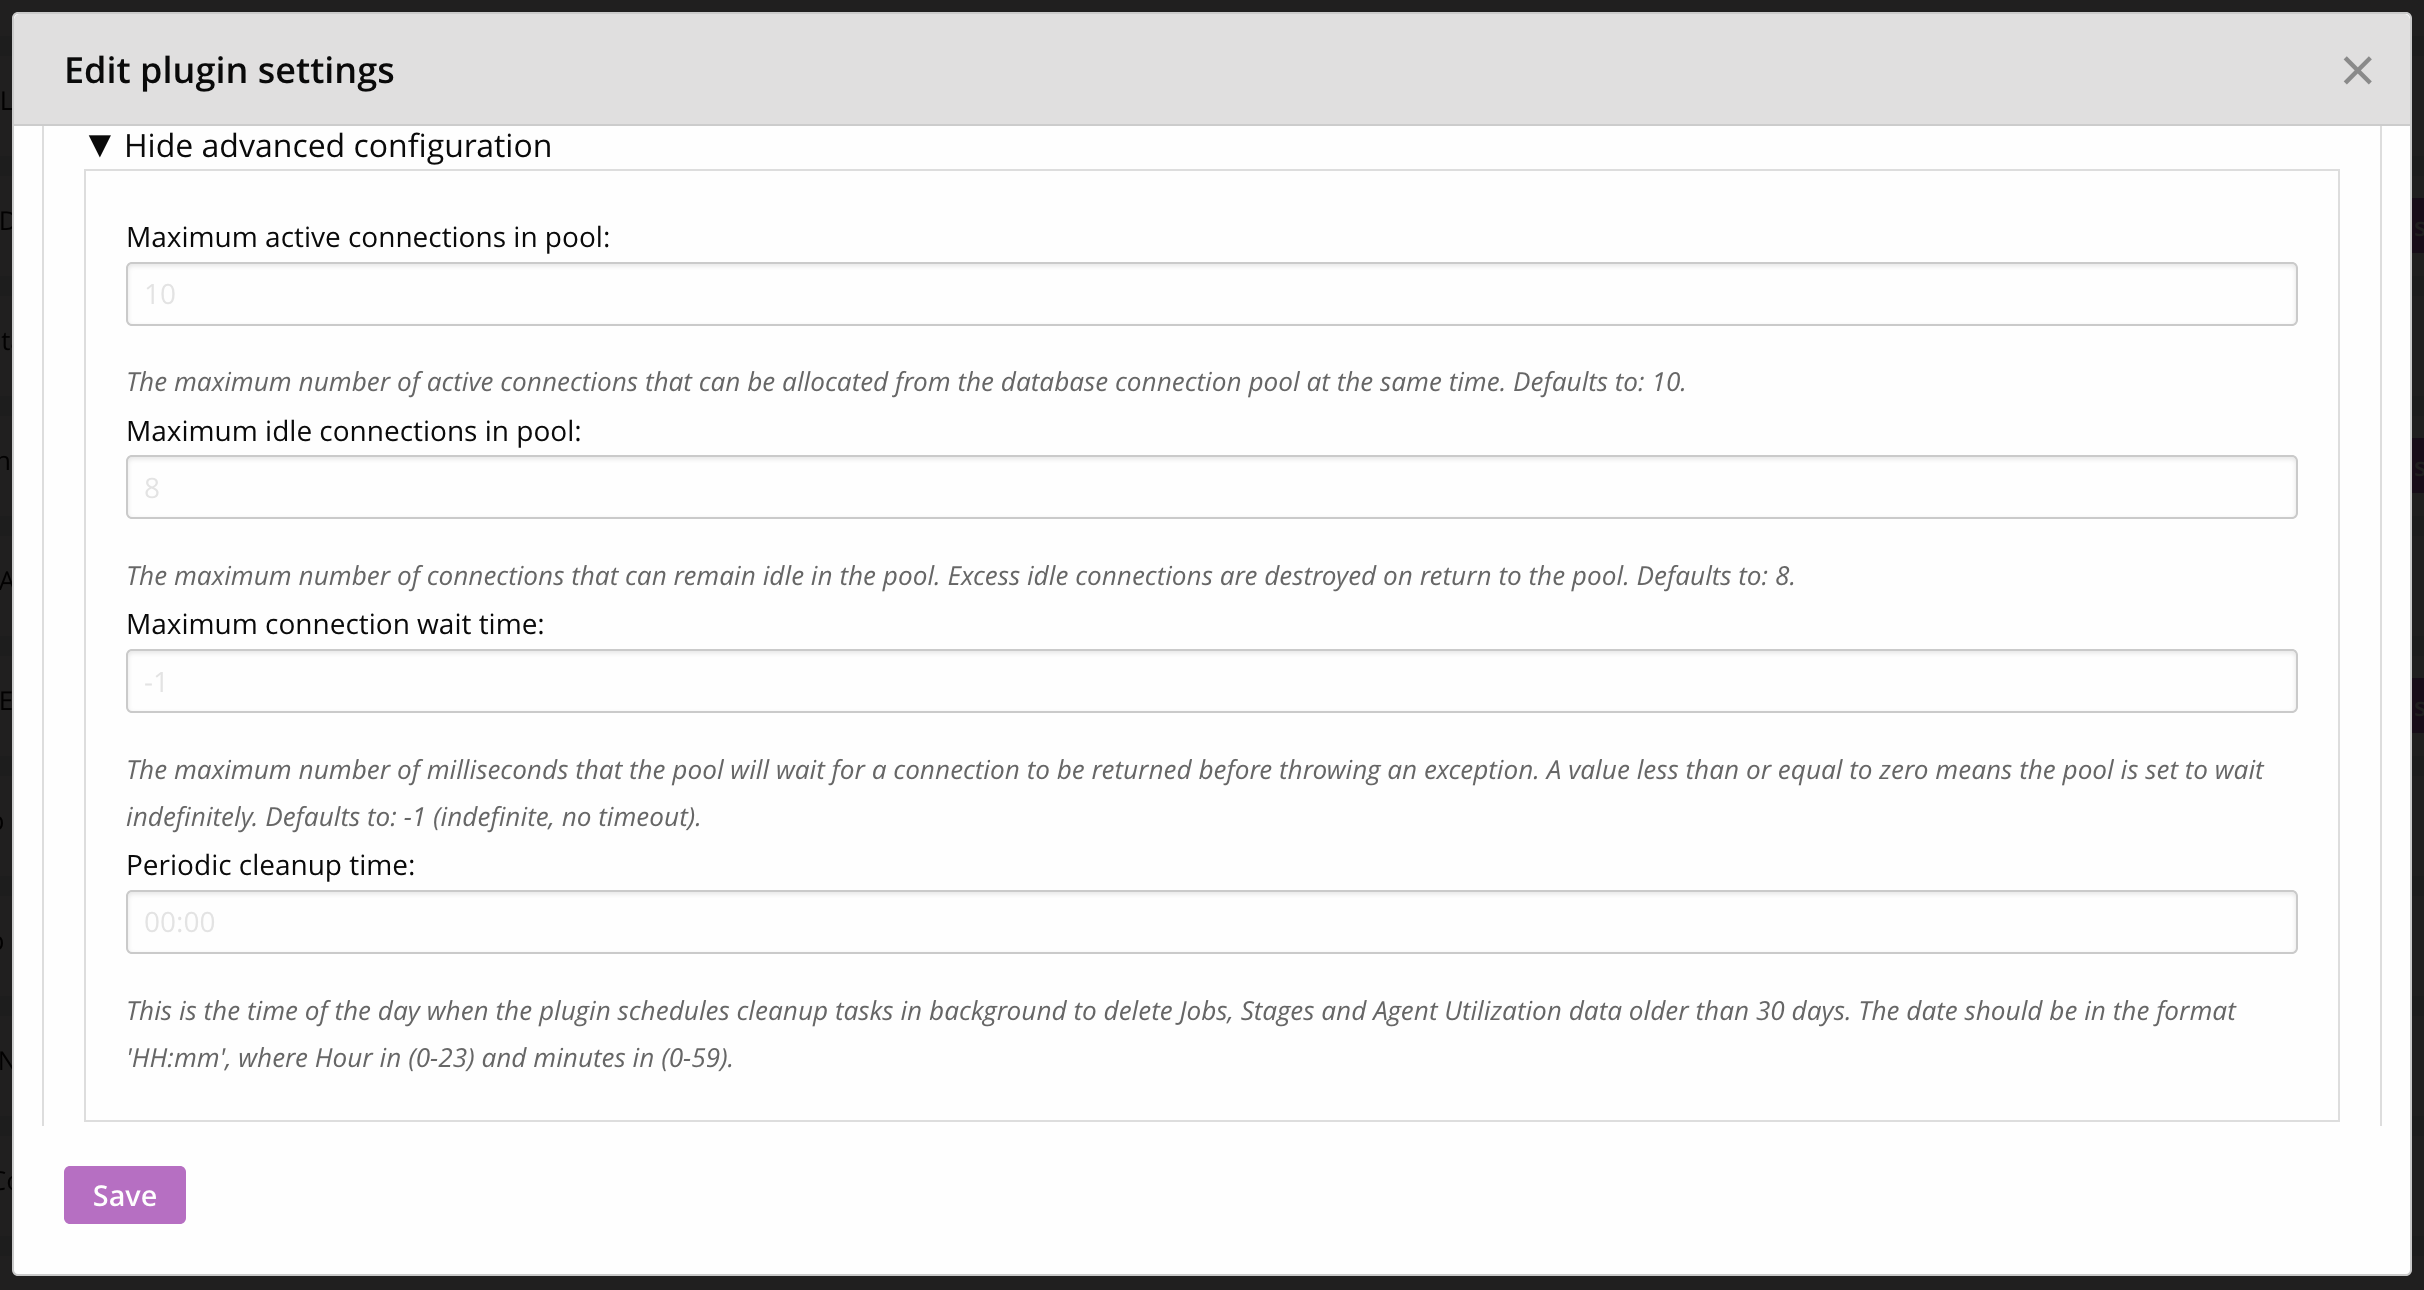 Edit plugin settings
▼ Hide advanced configuration
Maximum active connections in pool:
10
The maximum number of active connections that can be allocated from the database connection pool at the same time. Defaults to: 10.
Maximum idle connections in pool:
8
The maximum number of connections that can remain idle in the pool. Excess idle connections are destroyed on return to the pool. Defaults to: 8.
Maximum connection wait time:
-1
The maximum number of milliseconds that the pool will wait for a connection to be returned before throwing an exception. A value less than or equal to zero means the pool is set to wait
indefinitely. Defaults to: -1 (indefinite, no timeout).
Periodic cleanup time:
00:00
This is the time of the day when the plugin schedules cleanup tasks in background to delete Jobs, Stages and Agent Utilization data older than 30 days. The date should be in the format
'HH:mm', where Hour in (0-23) and minutes in (0-59).
Save